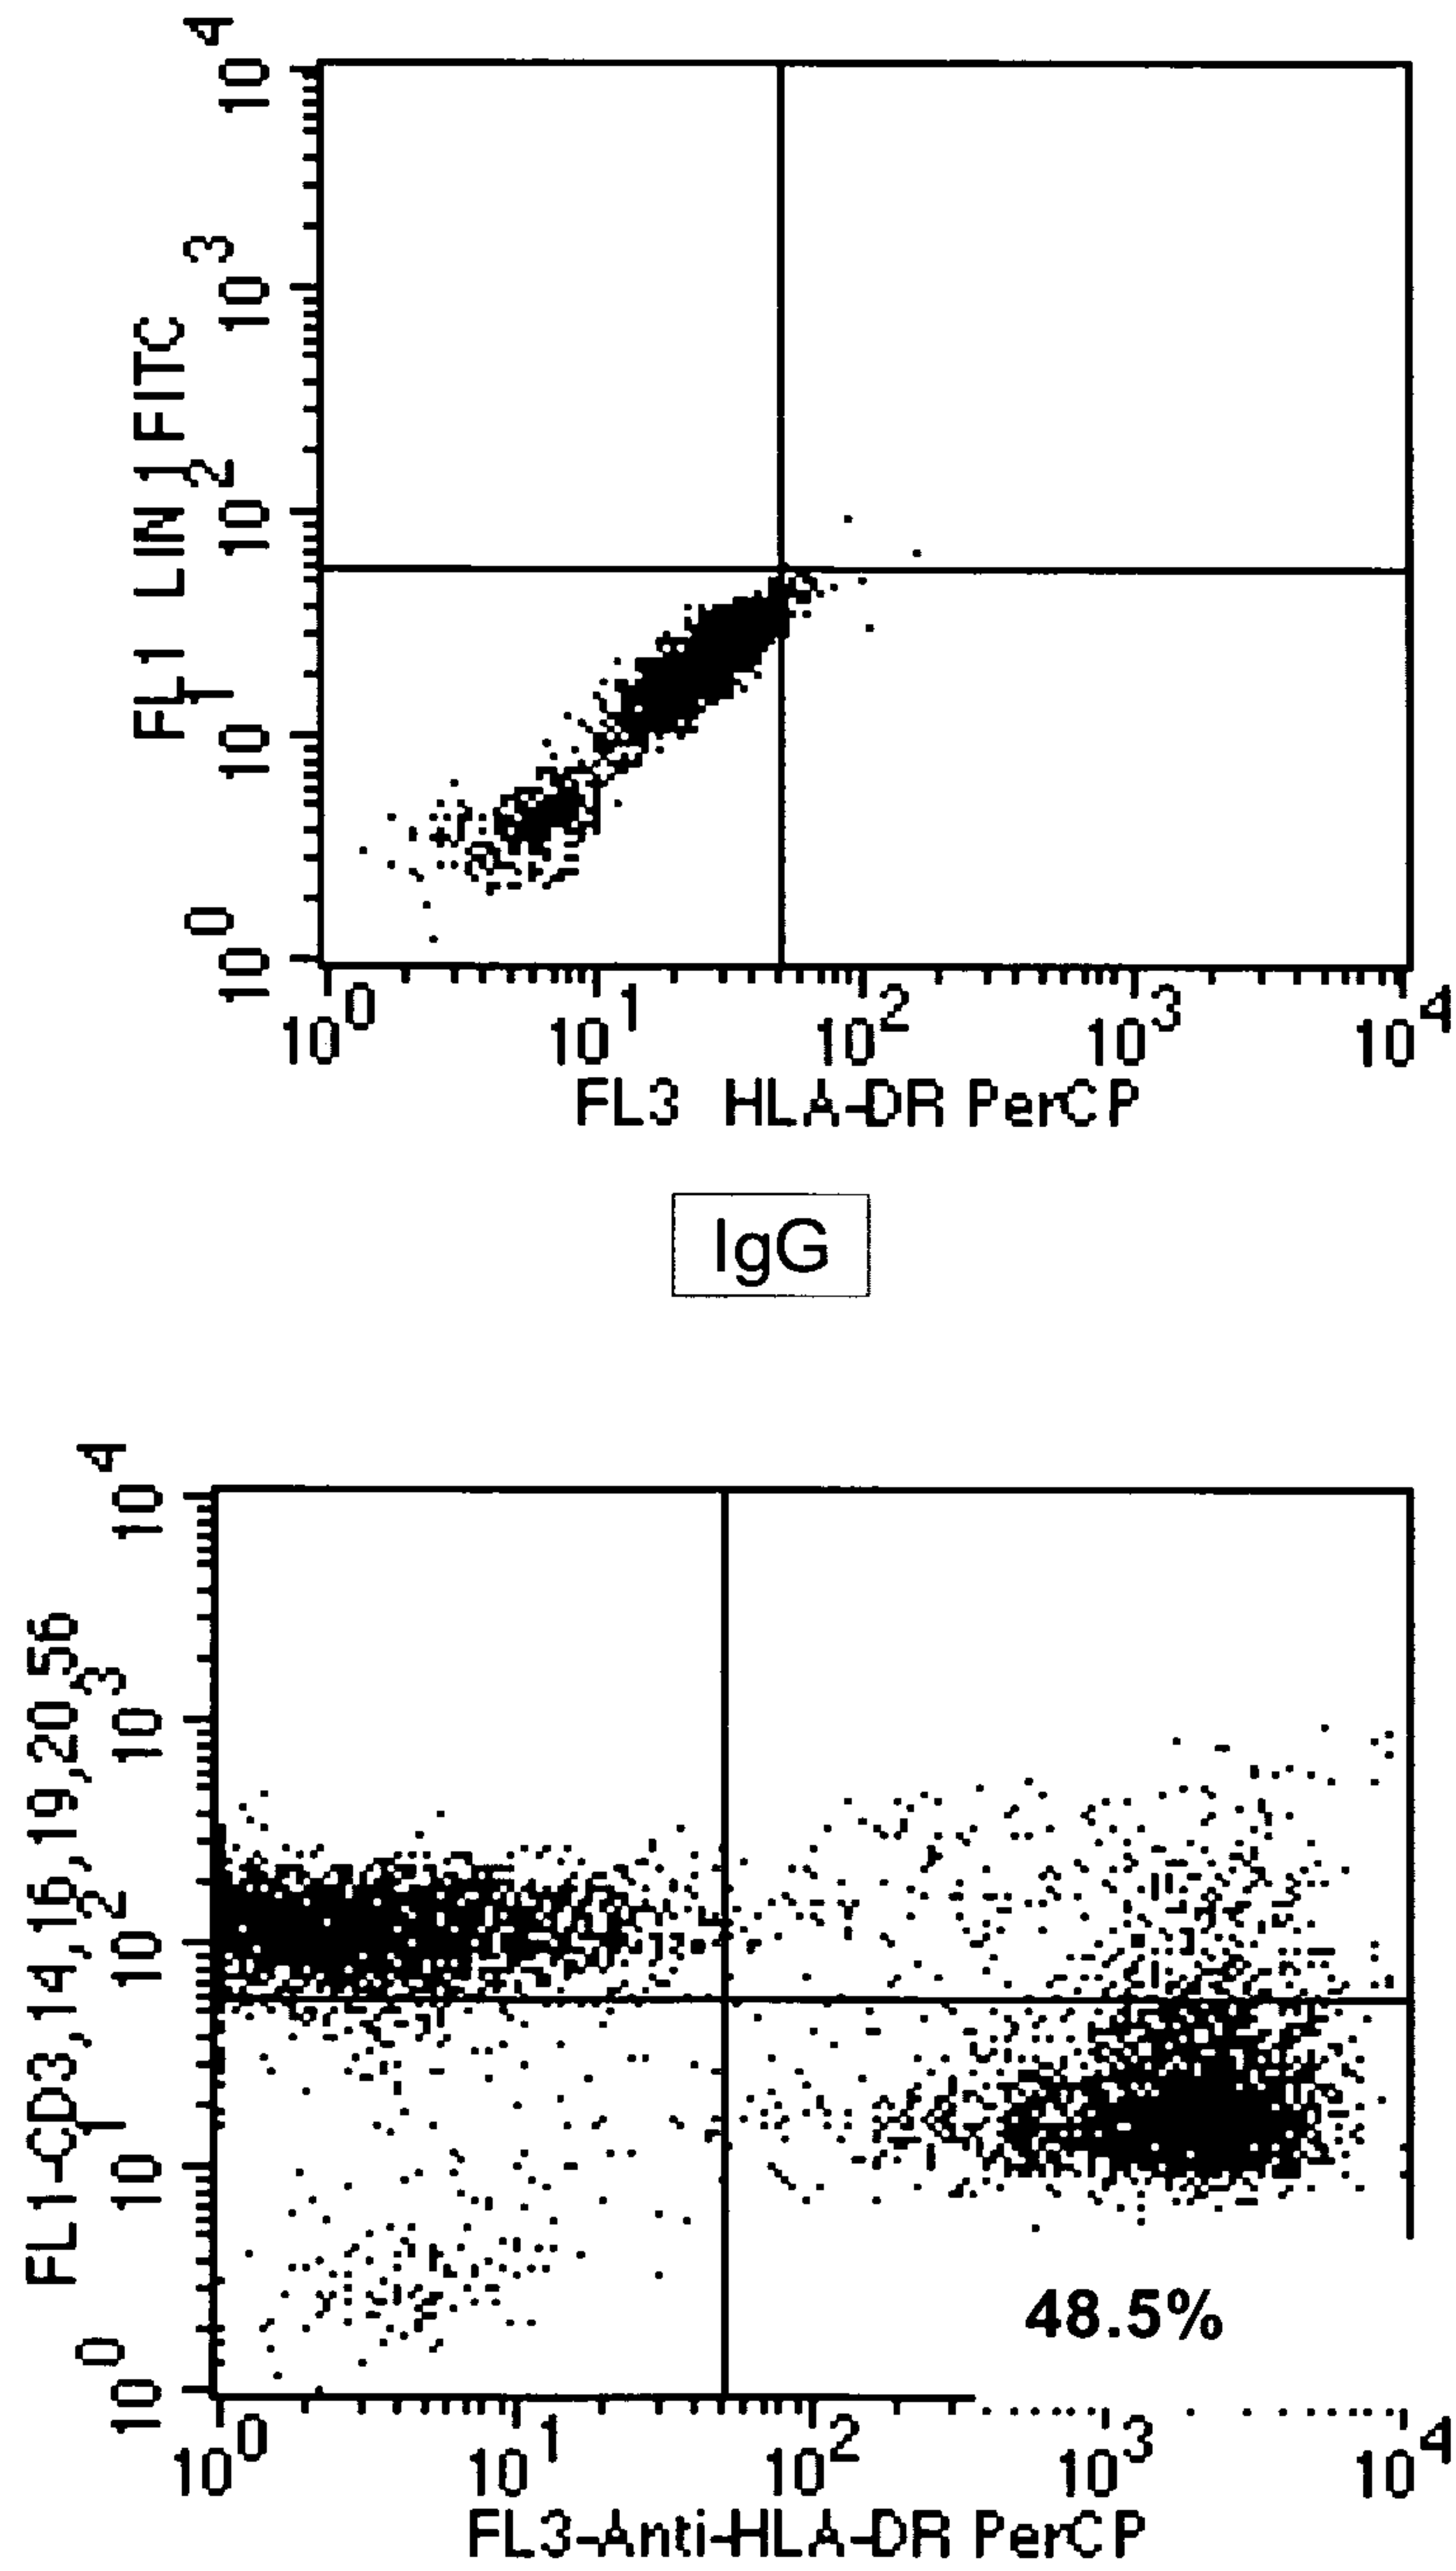 10^4
10^3
10^2
10^1
10^0
FL1 LIN 1 FITC
10^0 10^1 10^2 10^3 10^4
FL3 HLA-DR PerCP
IgG
10^4
10^3
10^2
10^1
10^0
FL1-CD3,14,16,19,20,56
48.5%
10^0 10^1 10^2 10^3 10^4
FL3-Anti-HLA-DR PerCP